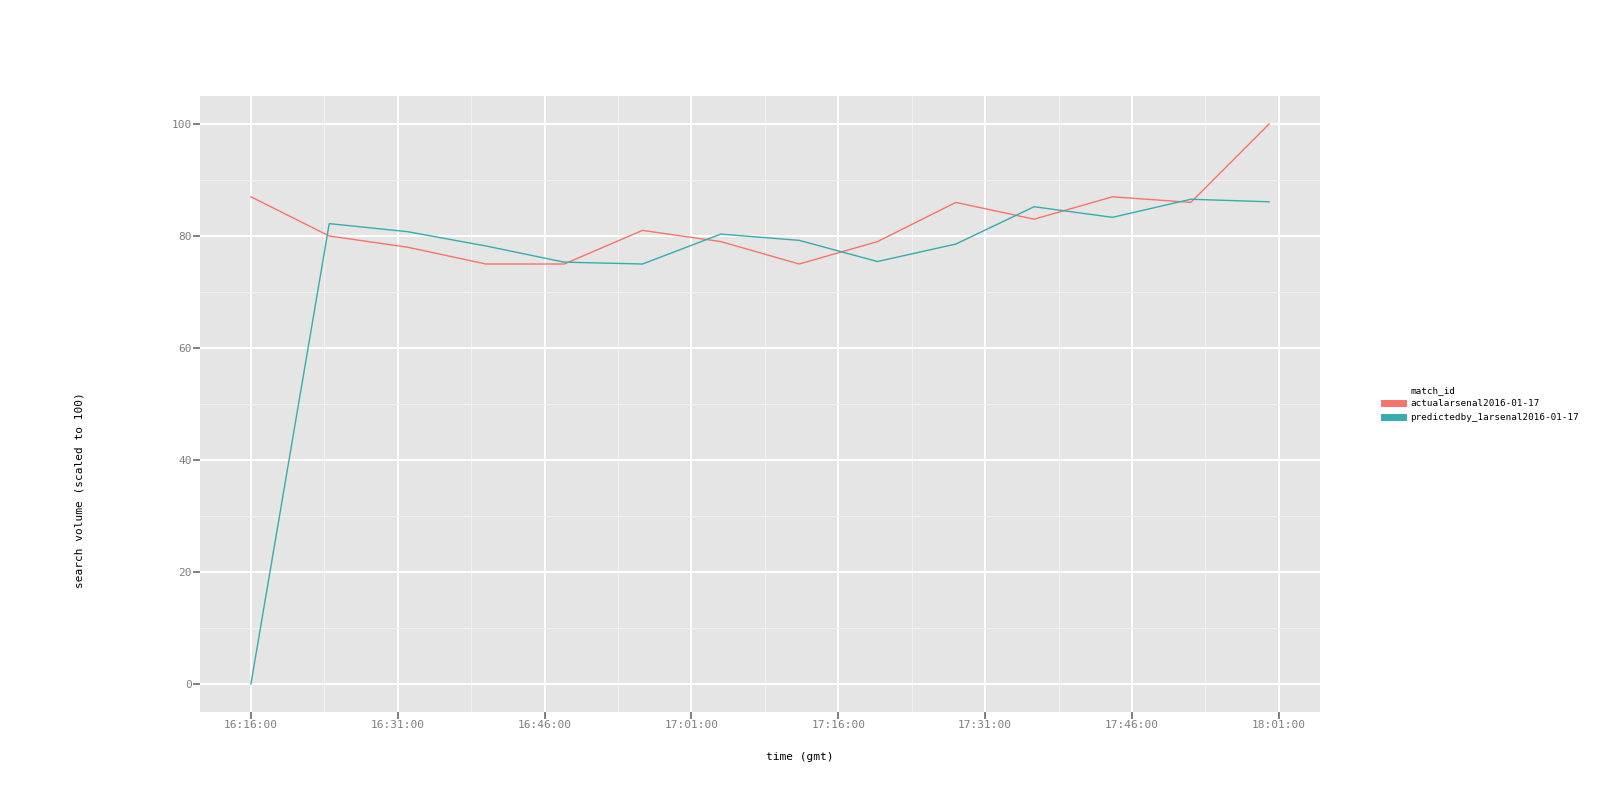 100
80
60
40
20
0
search volume (scaled to 100)
16:16:00 16:31:00 16:46:00 17:01:00 17:16:00 17:31:00 17:46:00 18:01:00
time (gmt)
match_id
actualarsenal2016-01-17
predictedby_1arsenal2016-01-17